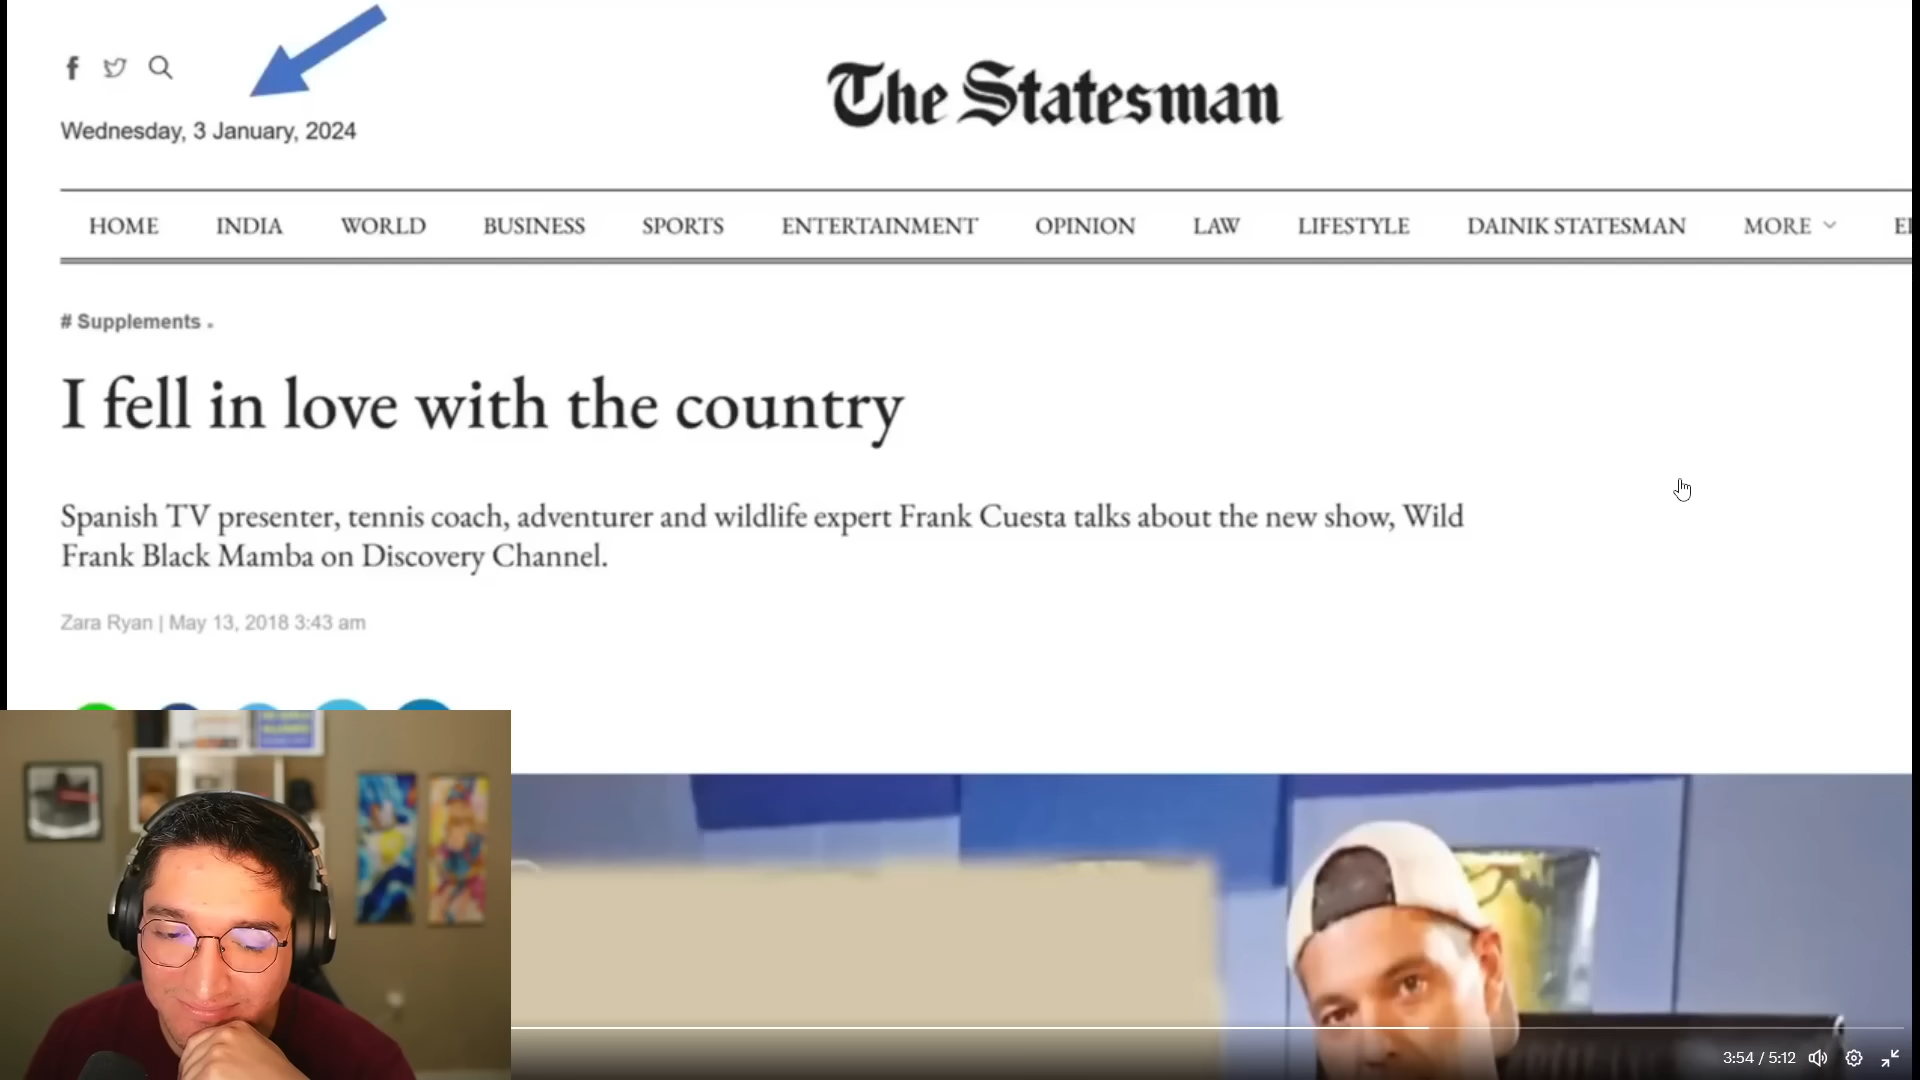 The Statesman
Wednesday, 3 January, 2024
HOME INDIA WORLD BUSINESS SPORTS ENTERTAINMENT OPINION LAW LIFESTYLE DAINIK STATESMAN MORE
# Supplements .
I fell in love with the country
Spanish TV presenter, tennis coach, adventurer and wildlife expert Frank Cuesta talks about the new show, Wild
Frank Black Mamba on Discovery Channel.
Zara Ryan | May 13, 2018 3:43 am
3:54 / 5:12